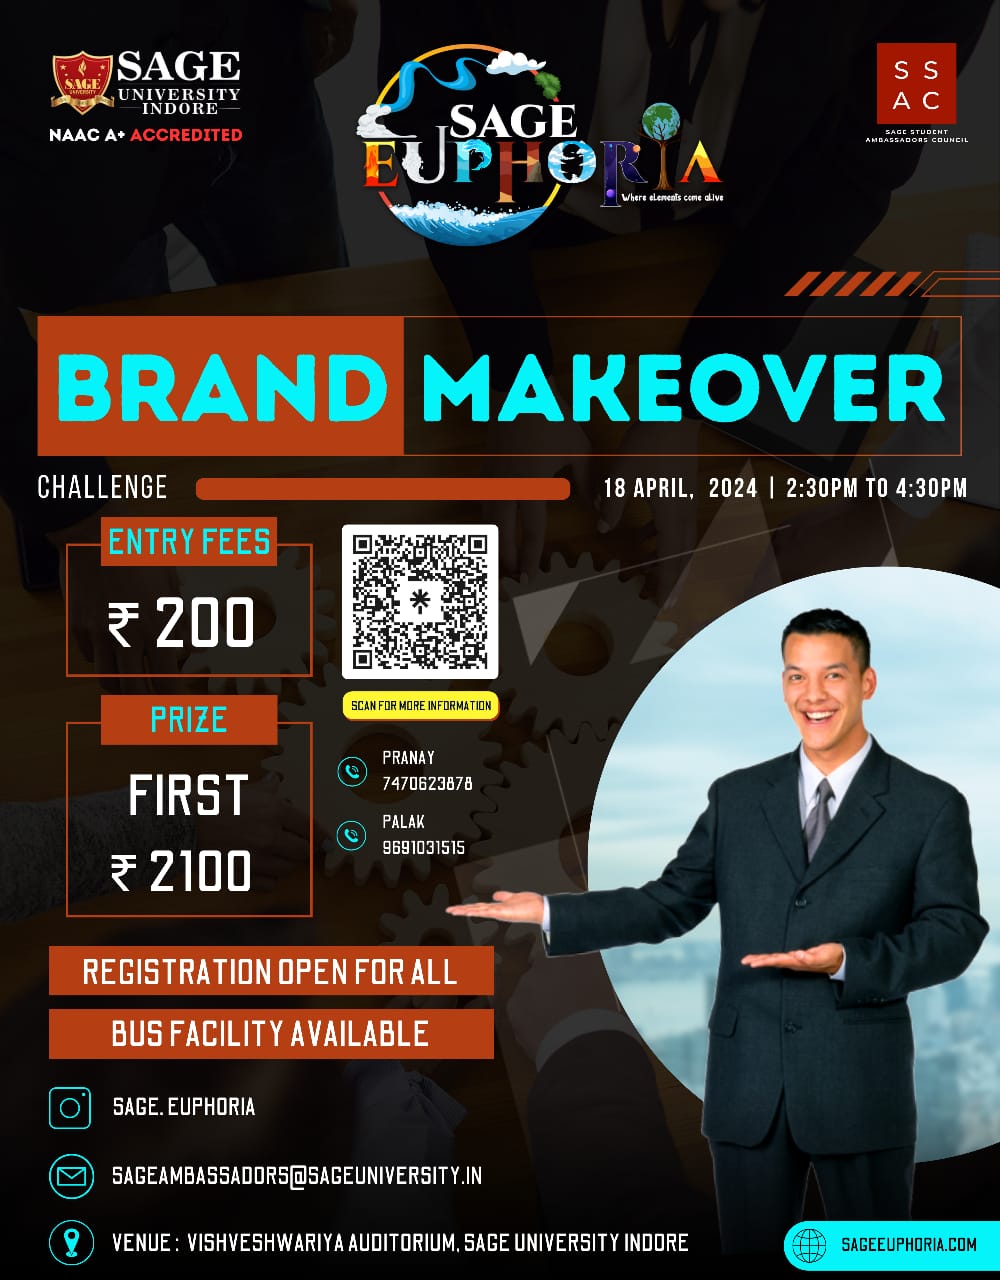 SAGE
UNIVERSITY
INDORE
NAAC A+ ACCREDITED
SAGE
UNIVERSITY
SAGE
EUPHORIA
Where elements come alive
S S
A C
SAGE STUDENT
AMBASSADORS COUNCIL
BRAND MAKEOVER
CHALLENGE
18 APRIL, 2024 | 2:30PM TO 4:30PM
ENTRY FEES
₹ 200
PRIZE
FIRST
₹ 2100
SCAN FOR MORE INFORMATION
PRANAY
7470623878
PALAK
9691031515
REGISTRATION OPEN FOR ALL
BUS FACILITY AVAILABLE
SAGE.EUPHORIA
SAGEAMBASSADORS@SAGEUNIVERSITY.IN
VENUE : VISHVESHWARIYA AUDITORIUM, SAGE UNIVERSITY INDORE
SAGEEUPHORIA.COM